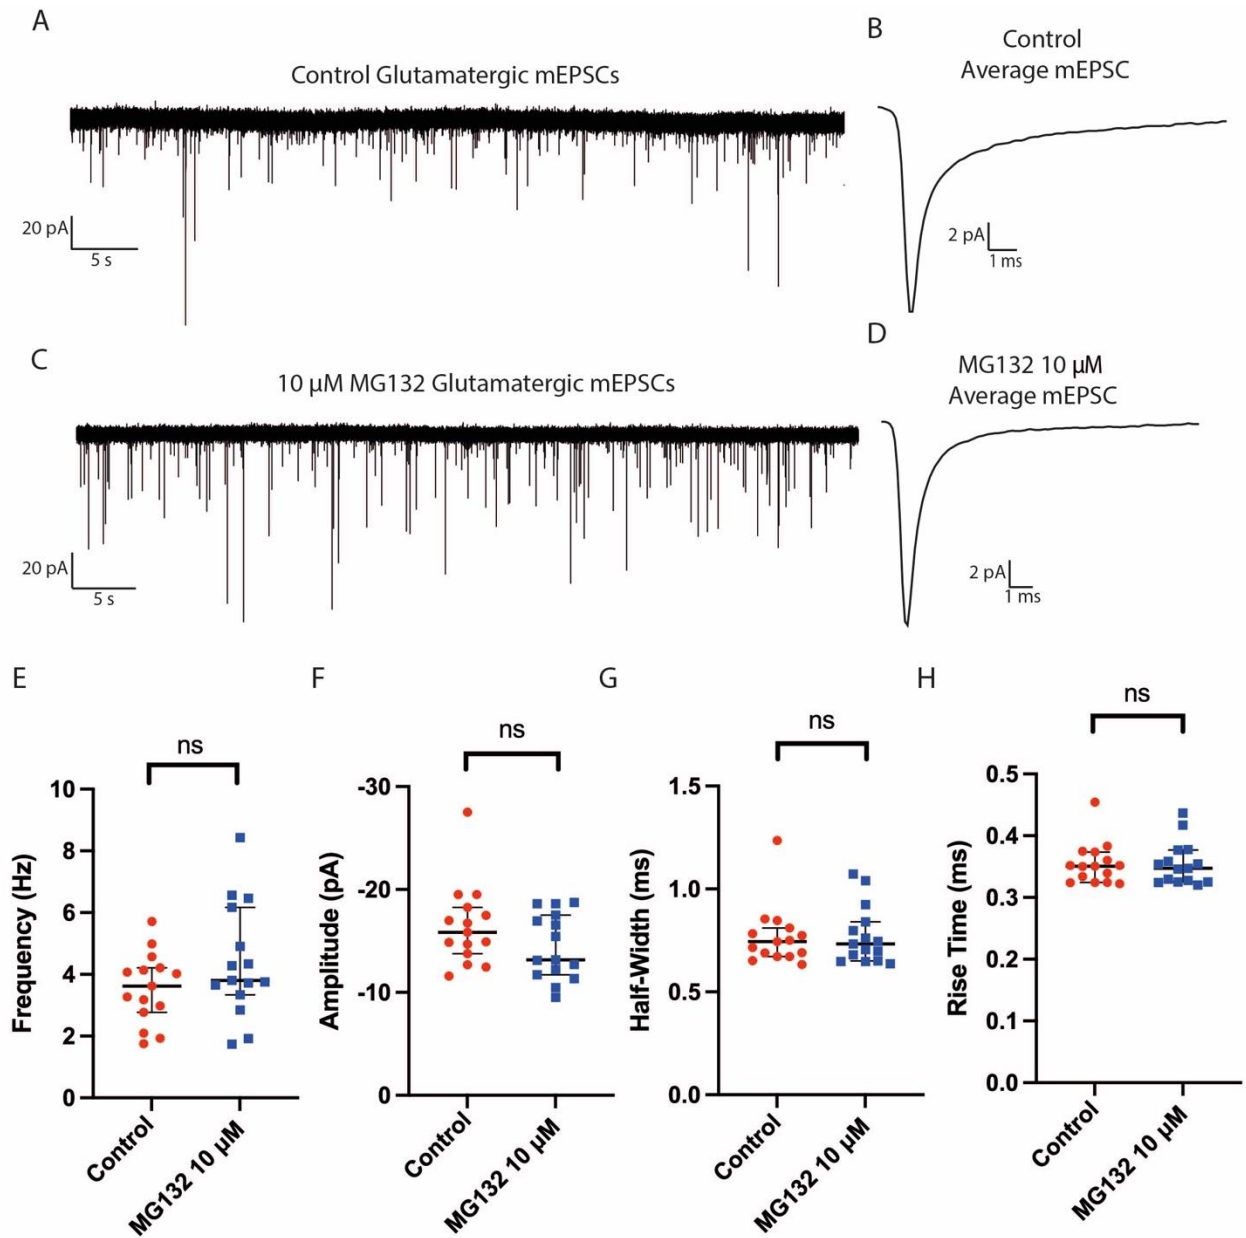 A
Control Glutamatergic mEPSCs
20 pA
5 s
B
Control
Average mEPSC
2 pA
1 ms
C
10 µM MG132 Glutamatergic mEPSCs
20 pA
5 s
D
MG132 10 µM
Average mEPSC
2 pA
1 ms
E
ns
Frequency (Hz)
10
8
6
4
2
0
Control
MG132 10 µM
F
ns
Amplitude (pA)
-30
-20
-10
0
Control
MG132 10 µM
G
ns
Half-Width (ms)
1.5
1.0
0.5
0.0
Control
MG132 10 µM
H
ns
Rise Time (ms)
0.5
0.4
0.3
0.2
0.1
0.0
Control
MG132 10 µM